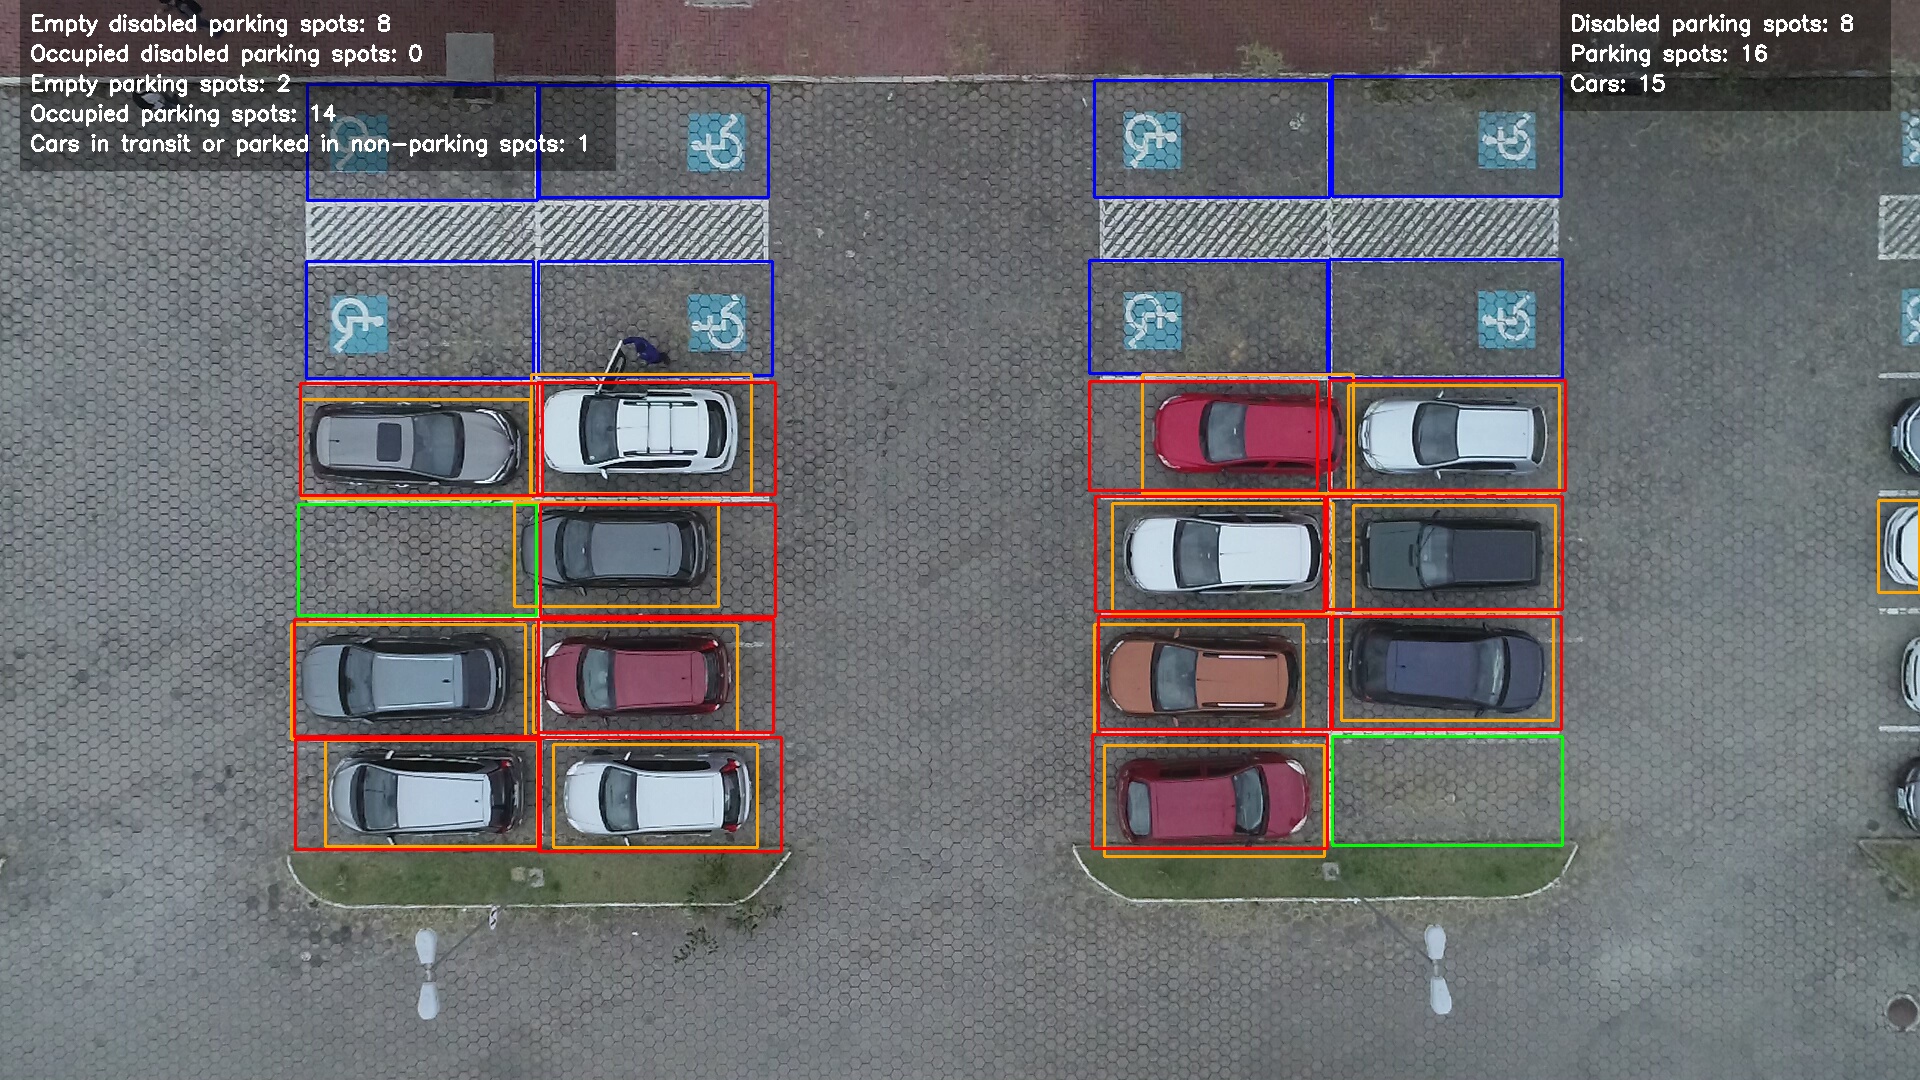 Empty disabled parking spots: 8
Occupied disabled parking spots: 0
Empty parking spots: 2
Occupied parking spots: 14
Cars in transit or parked in non-parking spots: 1
Disabled parking spots: 8
Parking spots: 16
Cars: 15